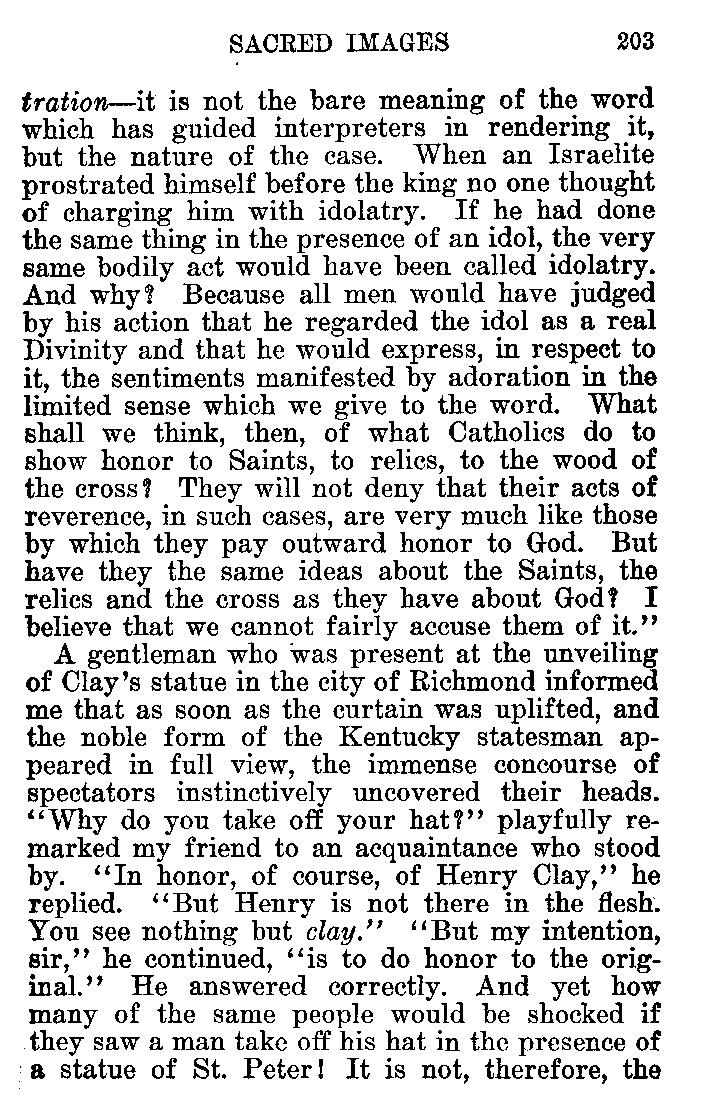 SACRED IMAGES 203
tration—it is not the bare meaning of the word
which has guided interpreters in rendering it,
but the nature of the case. When an Israelite
prostrated himself before the king no one thought
of charging him with idolatry. If he had done
the same thing in the presence of an idol, the very
same bodily act would have been called idolatry.
And why? Because all men would have judged
by his action that he regarded the idol as a real
Divinity and that he would express, in respect to
it, the sentiments manifested by adoration in the
limited sense which we give to the word. What
shall we think, then, of what Catholics do to
show honor to Saints, to relics, to the wood of
the cross? They will not deny that their acts of
reverence, in such cases, are very much like those
by which they pay outward honor to God. But
have they the same ideas about the Saints, the
relics and the cross as they have about God? I
believe that we cannot fairly accuse them of it.”
A gentleman who was present at the unveiling
of Clay’s statue in the city of Richmond informed
me that as soon as the curtain was uplifted, and
the noble form of the Kentucky statesman ap-
peared in full view, the immense concourse of
spectators instinctively uncovered their heads.
“Why do you take off your hat?” playfully re-
marked my friend to an acquaintance who stood
by. “In honor, of course, of Henry Clay,” he
replied. “But Henry is not there in the flesh.
You see nothing but clay.” “But my intention,
sir,” he continued, “is to do honor to the orig-
inal.” He answered correctly. And yet how
many of the same people would be shocked if
they saw a man take off his hat in the presence of
a statue of St. Peter! It is not, therefore, the